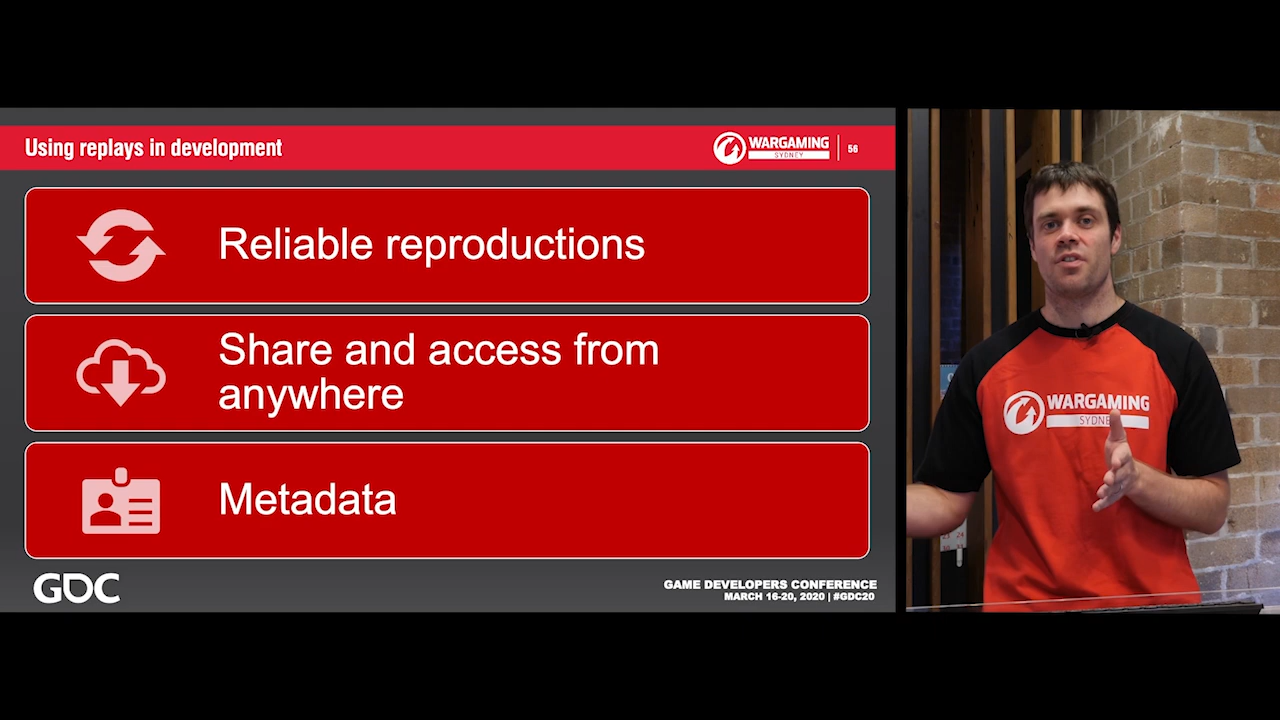 Using replays in development
WARGAMING
SYDNEY
56
Reliable reproductions
Share and access from
anywhere
Metadata
GDC
GAME DEVELOPERS CONFERENCE
MARCH 16-20, 2020 | #GDC20
WARGAMING